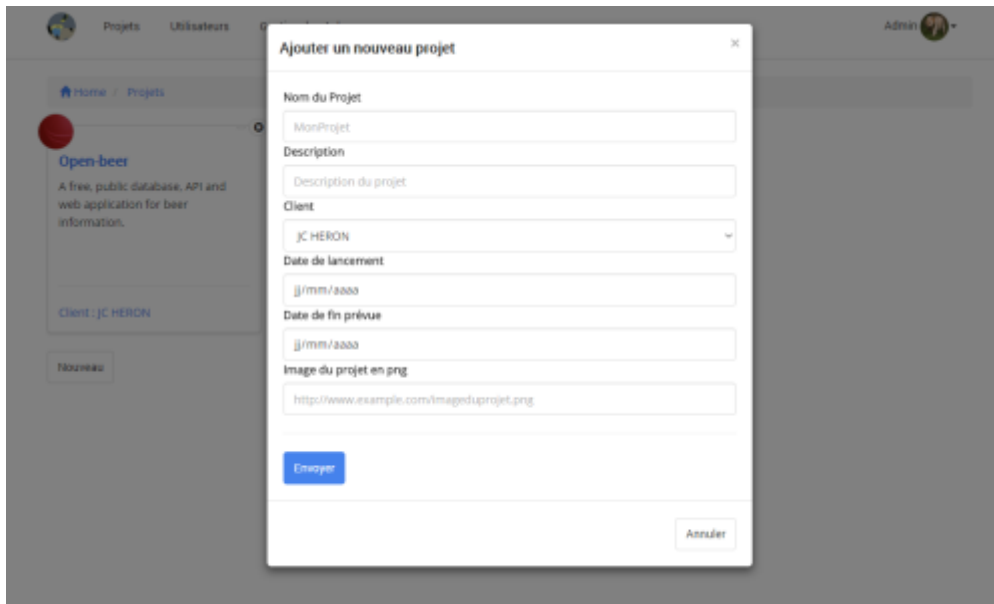 Projets Utilisateurs
Admin
Ajouter un nouveau projet ×
Home / Projets
Nom du Projet
MonProjet
Open-beer
Description
A free, public database, API and
Description du projet
web application for beer
Client
information.
JC HERON
Date de lancement
jj/mm/aaaa
Client : JC HERON
Date de fin prévue
jj/mm/aaaa
Nouveau
Image du projet en png
http://www.example.com/imageduprojet.png
Envoyer
Annuler